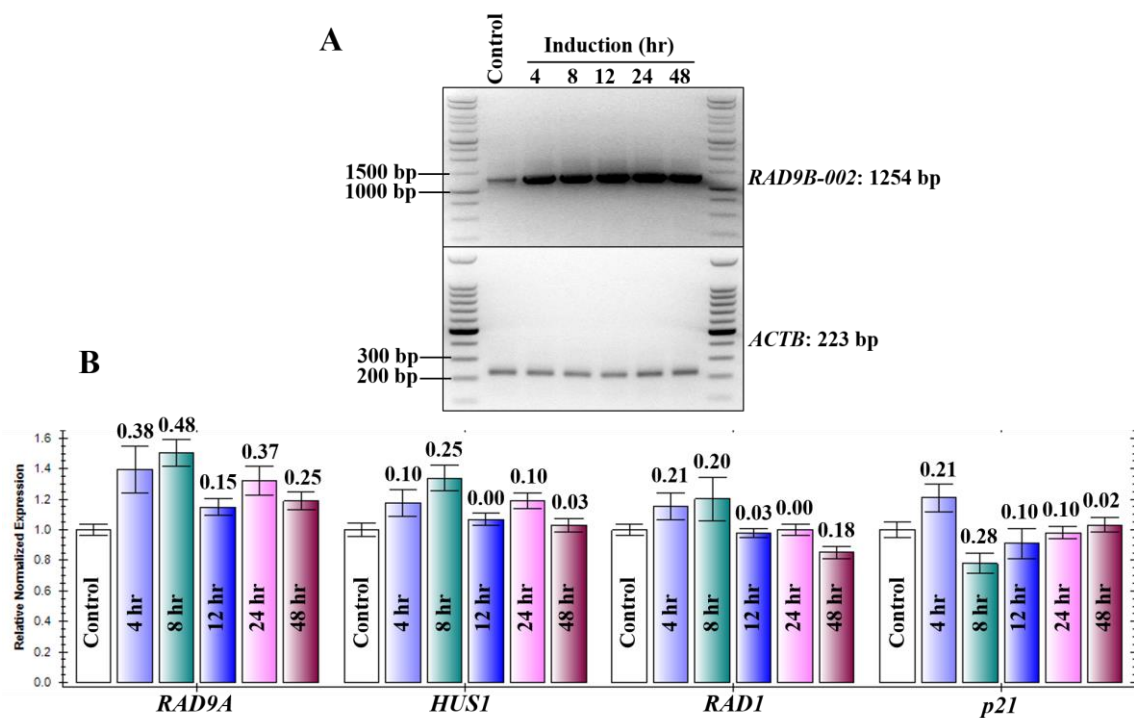 A
Control
Induction (hr)
4 8 12 24 48
1500 bp
1000 bp
RAD9B-002: 1254 bp
ACTB: 223 bp
300 bp
200 bp
B
Relative Normalized Expression
1.6
1.4
1.2
1.0
0.8
0.6
0.4
0.2
0.0
0.38 0.48 0.15 0.37 0.25
Control 4 hr 8 hr 12 hr 24 hr 48 hr
RAD9A
0.10 0.25 0.00 0.10 0.03
Control 4 hr 8 hr 12 hr 24 hr 48 hr
HUS1
0.21 0.20 0.03 0.00 0.18
Control 4 hr 8 hr 12 hr 24 hr 48 hr
RAD1
0.21 0.28 0.10 0.10 0.02
Control 4 hr 8 hr 12 hr 24 hr 48 hr
p21